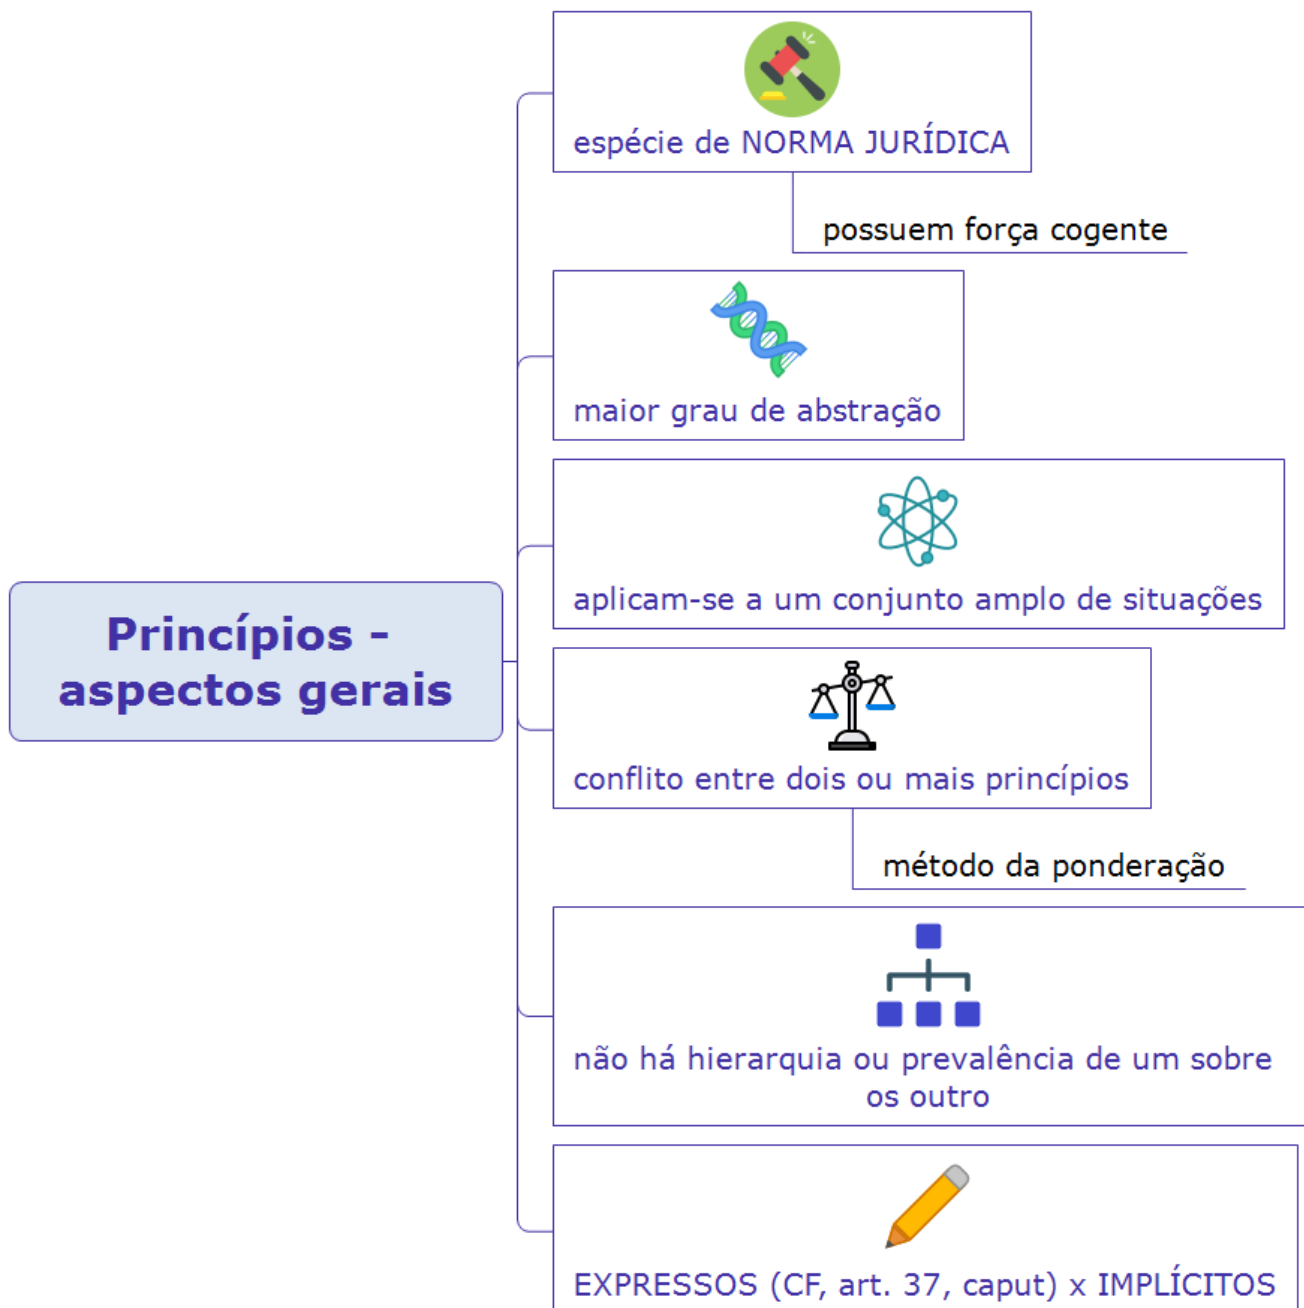 espécie de NORMA JURÍDICA
possuem força cogente
maior grau de abstração
aplicam-se a um conjunto amplo de situações
Princípios -
aspectos gerais
conflito entre dois ou mais princípios
método da ponderação
não há hierarquia ou prevalência de um sobre
os outro
EXPRESSOS (CF, art. 37, caput) x IMPLÍCITOS